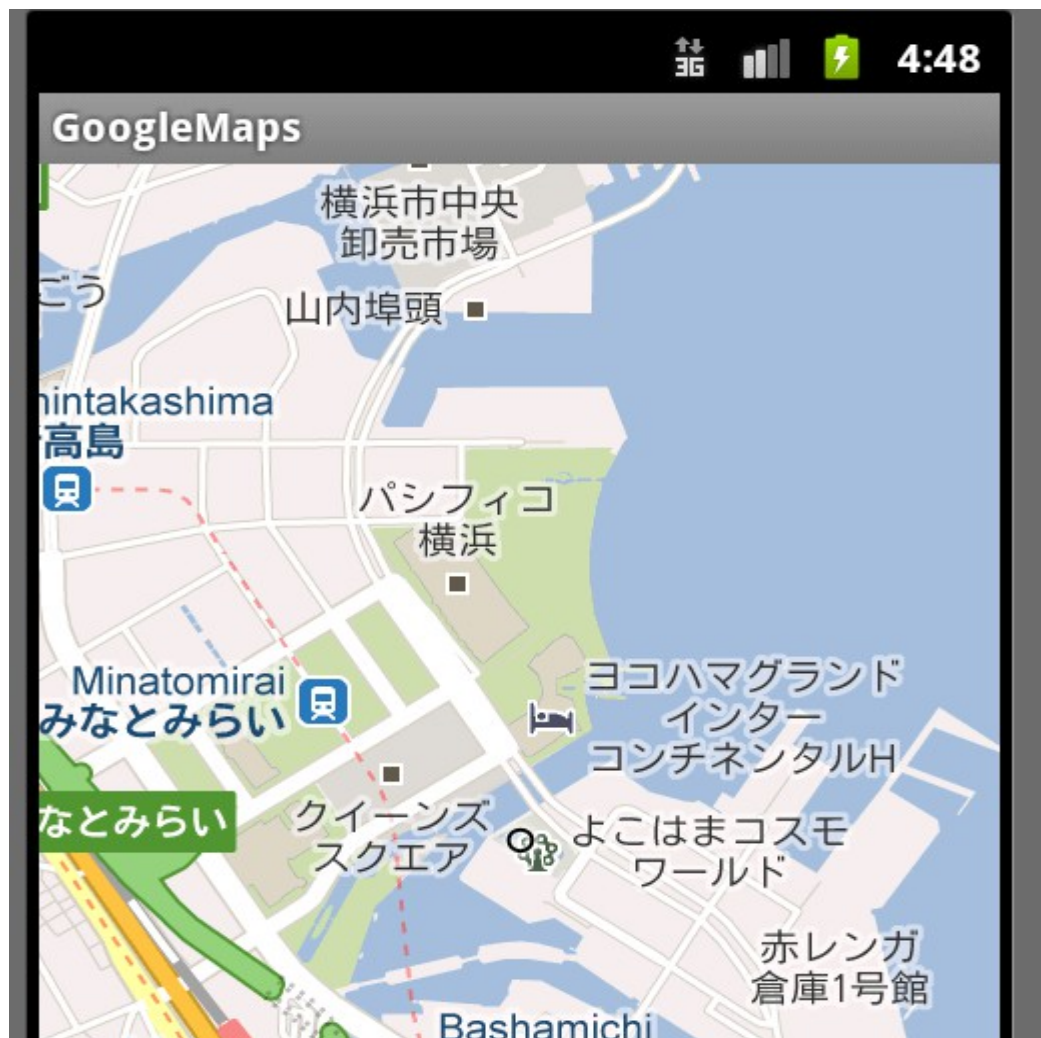 3G
4:48
GoogleMaps
横浜市中央
卸売市場
ごう
山内埠頭
hintakashima
高島
パシフィコ
横浜
Minatomirai
みなとみらい
ヨコハマグランド
インター
コンチネンタルH
なとみらい
クイーンズ
スクエア
よこはまコスモ
ワールド
赤レンガ
倉庫1号館
Bashamichi